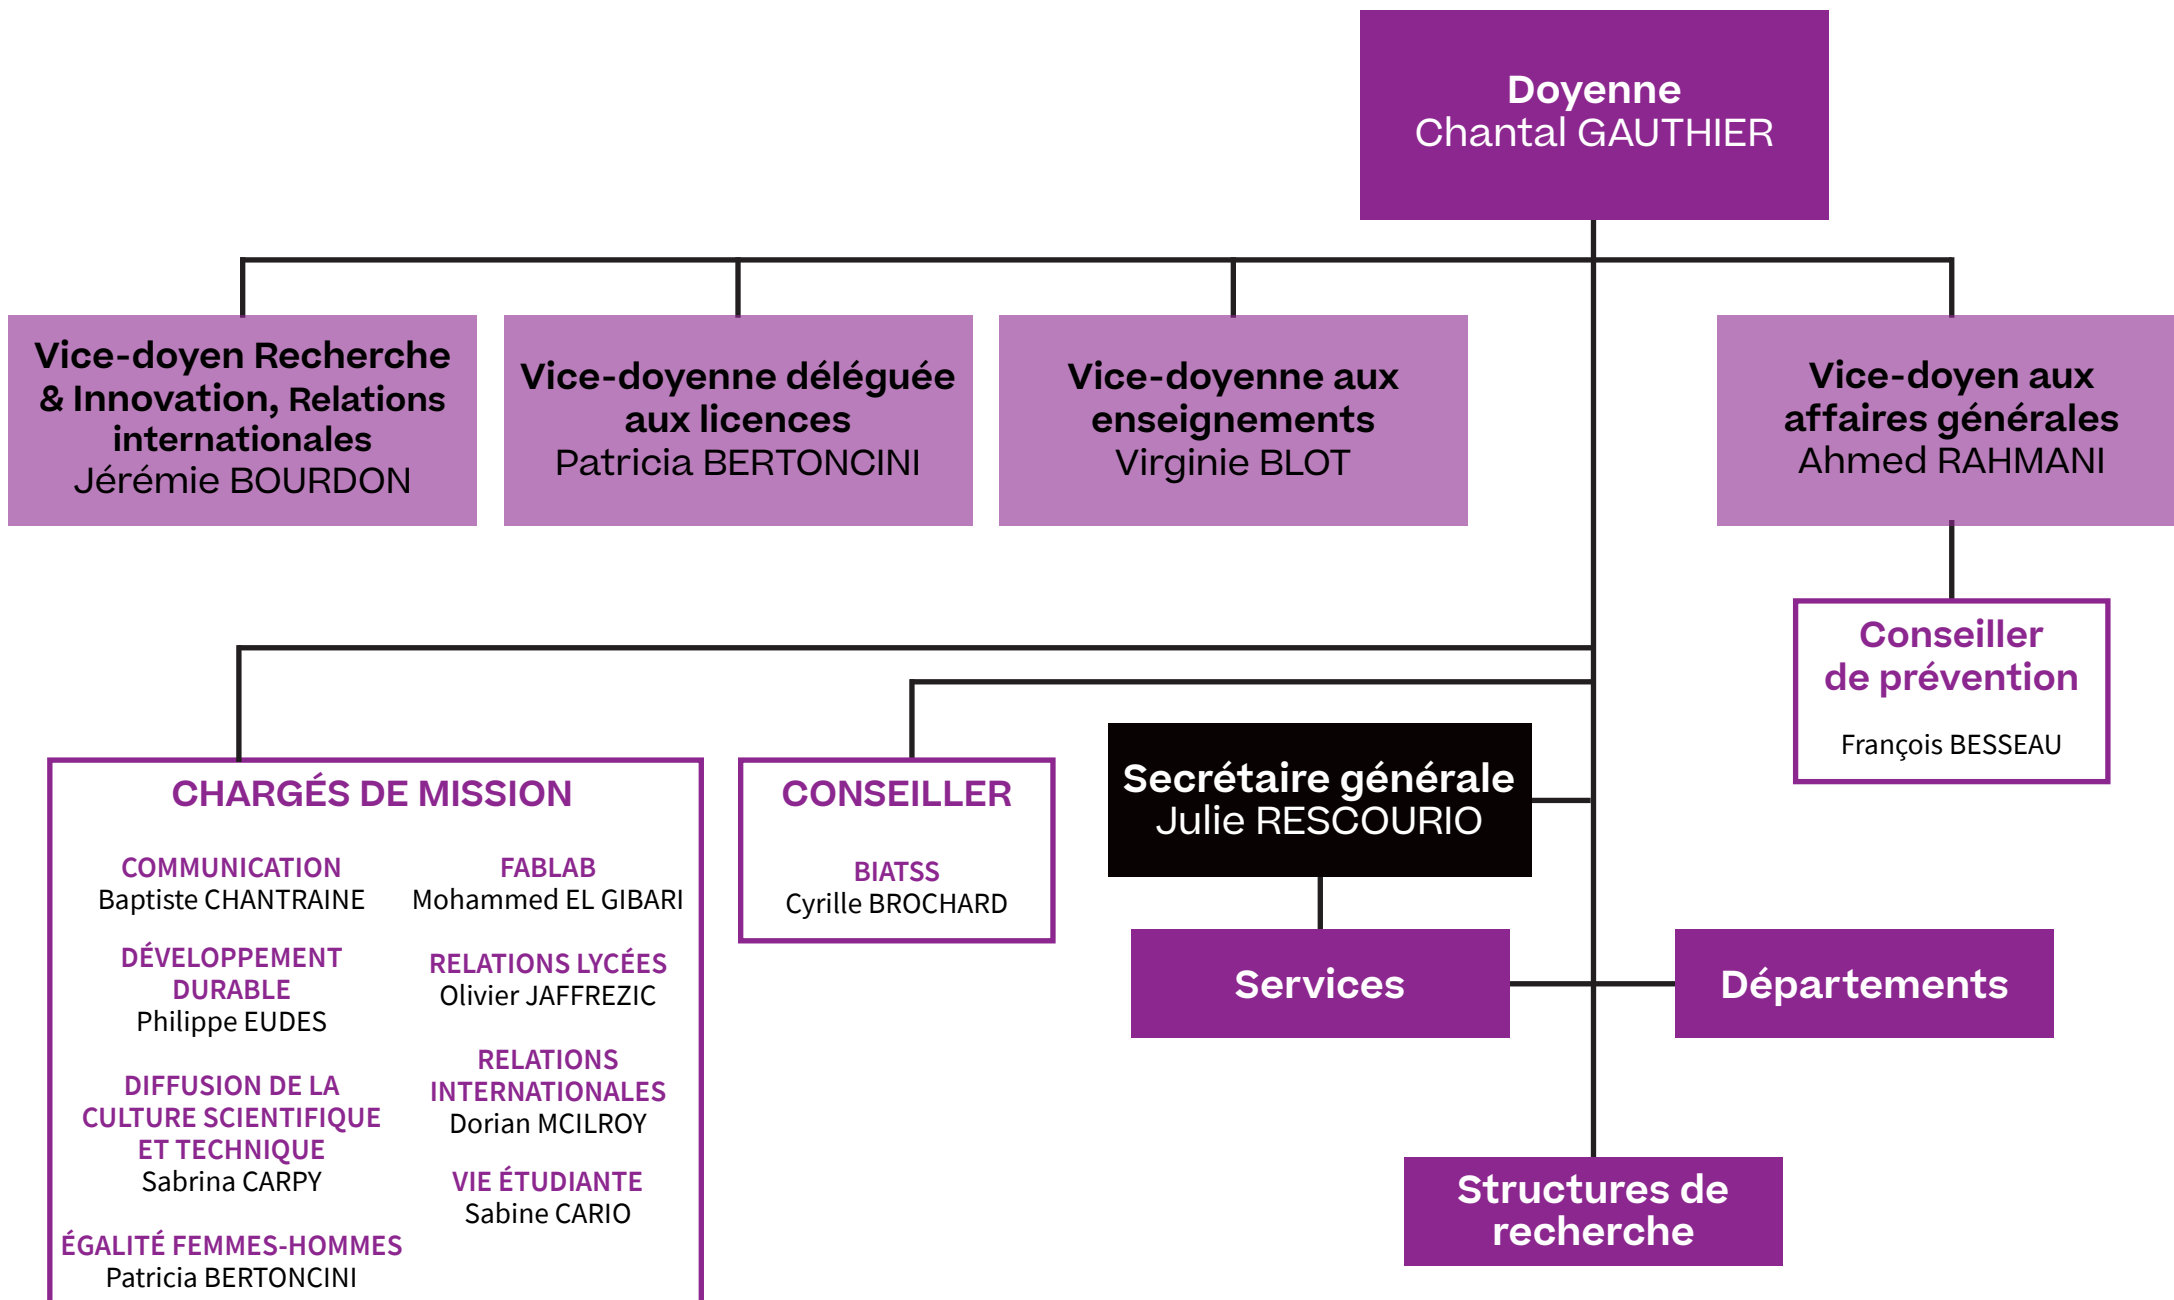 Doyenne
Chantal GAUTHIER
Vice-doyen Recherche
& Innovation, Relations
internationales
Jérémie BOURDON
Vice-doyenne déléguée
aux licences
Patricia BERTONCINI
Vice-doyenne aux
enseignements
Virginie BLOT
Vice-doyen aux
affaires générales
Ahmed RAHMANI
Conseiller
de prévention
François BESSEAU
CHARGÉS DE MISSION
COMMUNICATION
Baptiste CHANTRAINE
DÉVELOPPEMENT
DURABLE
Philippe EUDES
DIFFUSION DE LA
CULTURE SCIENTIFIQUE
ET TECHNIQUE
Sabrina CARPY
ÉGALITÉ FEMMES-HOMMES
Patricia BERTONCINI
FABLAB
Mohammed EL GIBARI
RELATIONS LYCÉES
Olivier JAFFREZIC
RELATIONS
INTERNATIONALES
Dorian MCILROY
VIE ÉTUDIANTE
Sabine CARIO
CONSEILLER
BIATSS
Cyrille BROCHARD
Secrétaire générale
Julie RESCOURIO
Services
Départements
Structures de
recherche